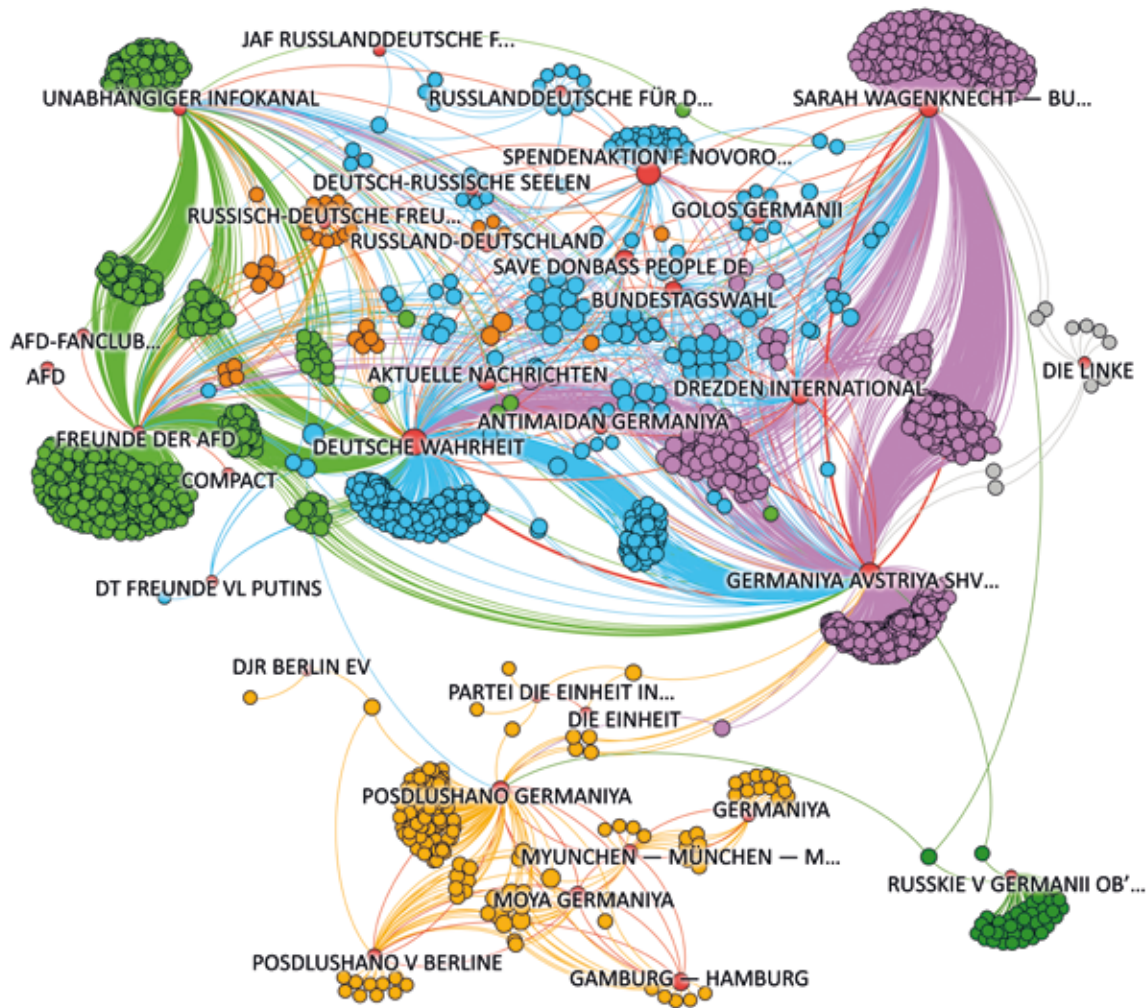 JAF RUSSLANDDEUTSCHE F...
UNABHÄNGIGER INFOKANAL
RUSSLANDDEUTSCHE FÜR D...
SARAH WAGENKNECHT — BU...
SPENDENAKTION F NOVORO...
DEUTSCH-RUSSISCHE SEELEN
RUSSISCH-DEUTSCHE FREU...
GOLOS GERMANII
RUSSLAND-DEUTSCHLAND
SAVE DONBASS PEOPLE DE
BUNDESTAGSWAHL
AFD-FANCLUB...
AFD
AKTUELLE NACHRICHTEN
DREZDEN INTERNATIONAL
DIE LINKE
ANTIMAIDAN GERMANIYA
FREUNDE DER AFD
DEUTSCHE WAHRHEIT
COMPACT
DT FREUNDE VL PUTINS
GERMANIYA AVSTRIYA SHV...
DJR BERLIN EV
PARTEI DIE EINHEIT IN...
DIE EINHEIT
POSDLUSHANO GERMANIYA
GERMANIYA
MYUNCHEN — MÜNCHEN — M...
RUSSKIE V GERMANII OB'...
MOYA GERMANIYA
POSDLUSHANO V BERLINE
GAMBURG — HAMBURG